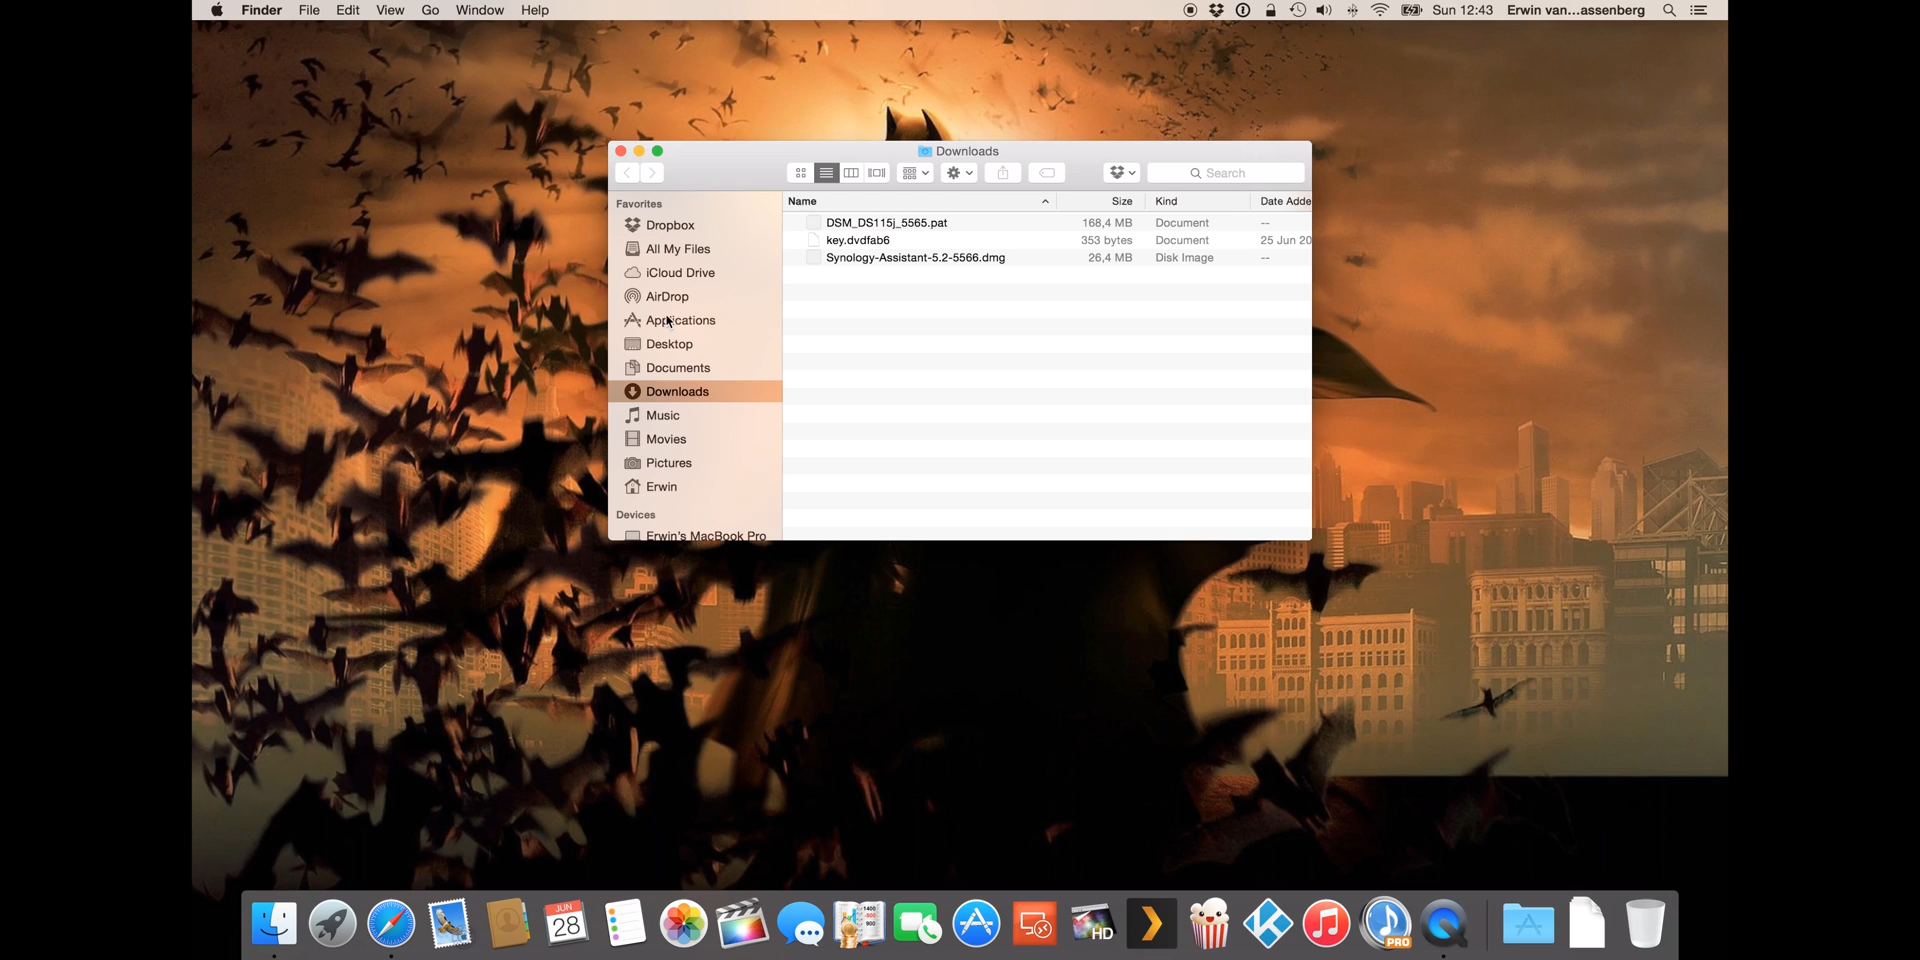 Finder File Edit View Go Window Help Sun 12:43 Erwin van...assenberg
Downloads
Search
Favorites
Name Size Kind Date Adde
Dropbox
DSM_DS115j_5565.pat 168,4 MB Document --
key.dvdfab6 353 bytes Document 25 Jun 20
All My Files
Synology-Assistant-5.2-5566.dmg 26,4 MB Disk Image --
iCloud Drive
AirDrop
Applications
Desktop
Documents
Downloads
Music
Movies
Pictures
Erwin
Devices
Erwin's MacBook Pro
JUN
28
1400
-500
900
HD
PRO